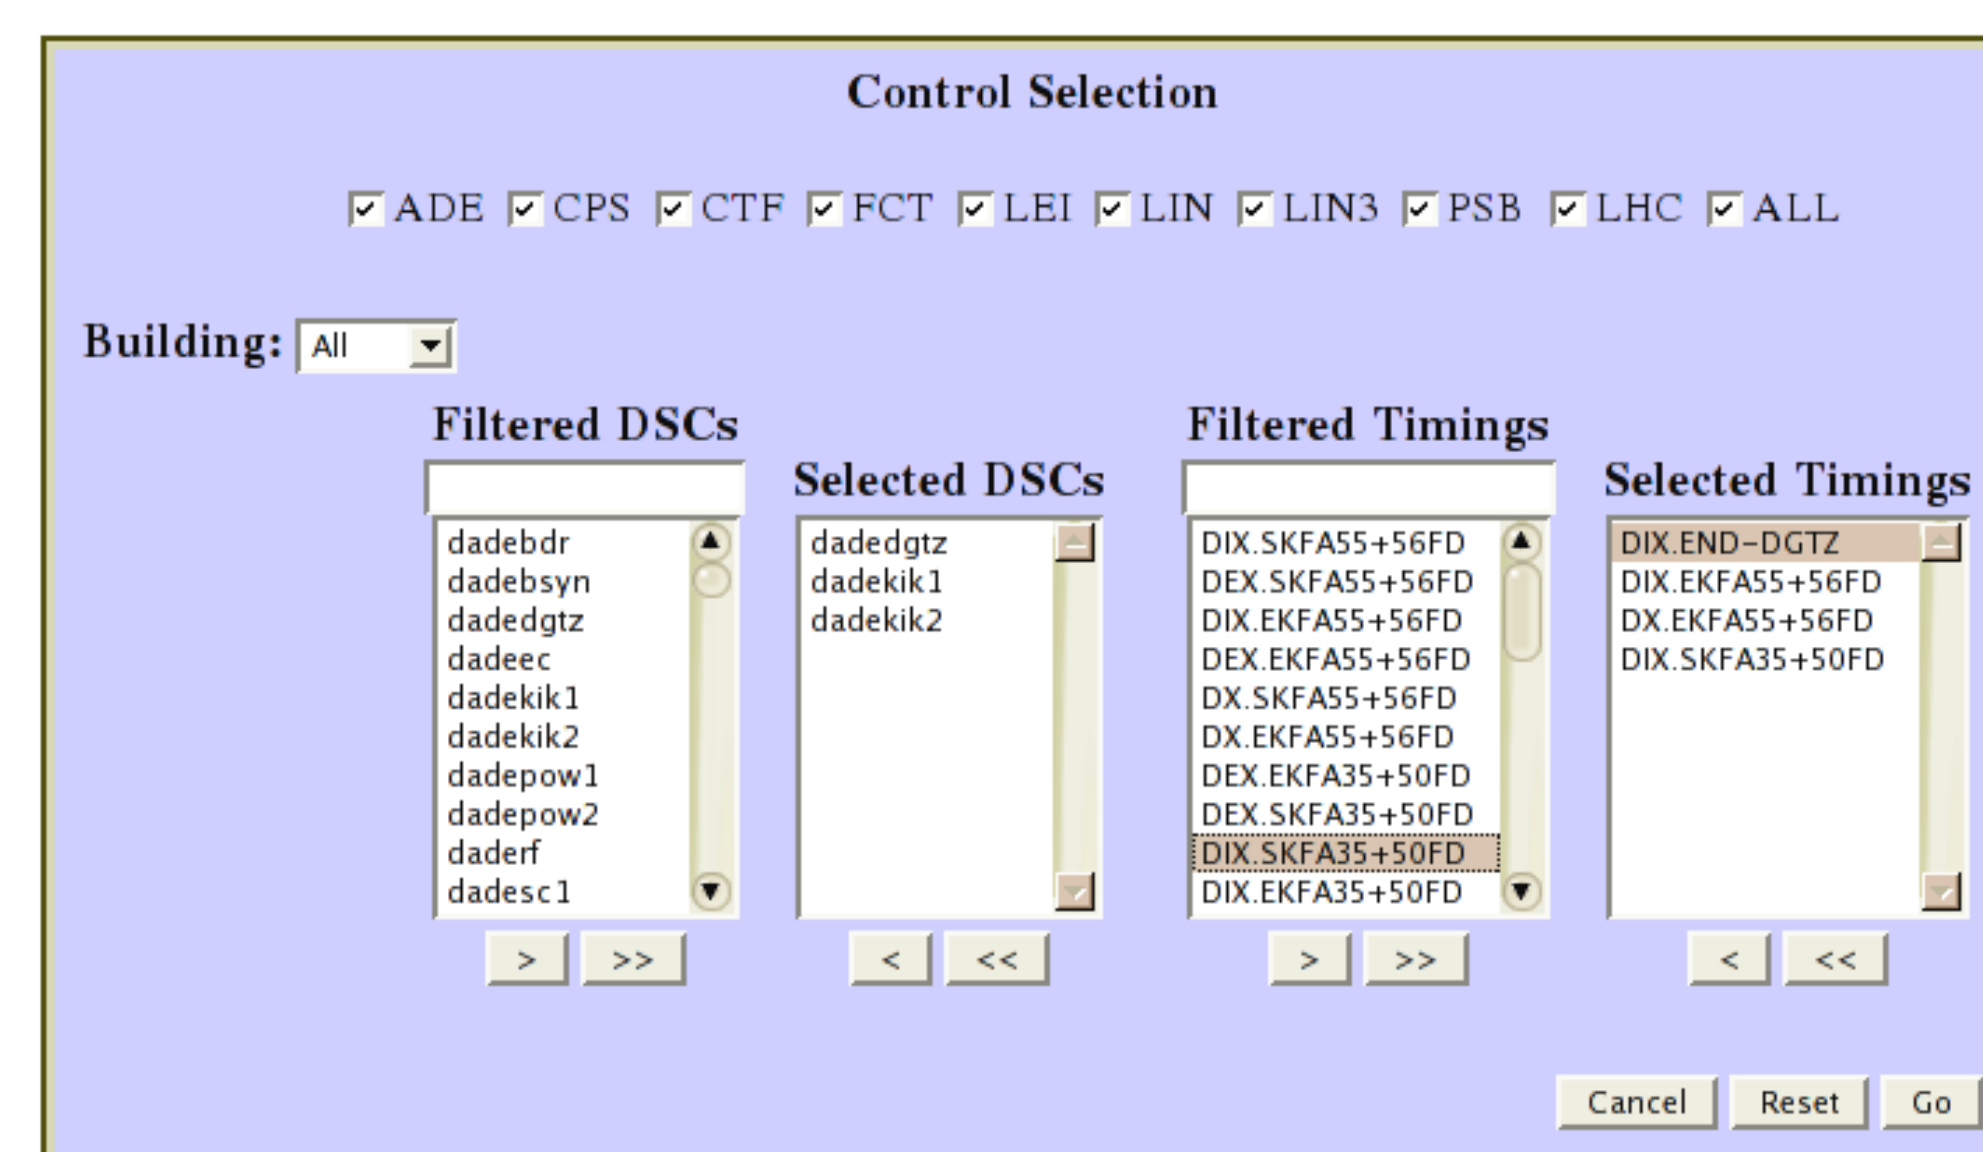 Control Selection
ADE CPS CTF FCT LEI LIN LIN3 PSB LHC ALL
Building: All
Filtered DSCs
dadebdr
dadebsyn
dadedgtz
dadeec
dadekik1
dadekik2
dadepow1
dadepow2
daderf
dadesc1
> >>
Selected DSCs
dadedgtz
dadekik1
dadekik2
< <<
Filtered Timings
DIX.SKFA55+56FD
DEX.SKFA55+56FD
DIX.EKFA55+56FD
DEX.EKFA55+56FD
DX.SKFA55+56FD
DX.EKFA55+56FD
DEX.EKFA35+50FD
DEX.SKFA35+50FD
DIX.SKFA35+50FD
DIX.EKFA35+50FD
> >>
Selected Timings
DIX.END-DGTZ
DIX.EKFA55+56FD
DX.EKFA55+56FD
DIX.SKFA35+50FD
< <<
Cancel Reset Go